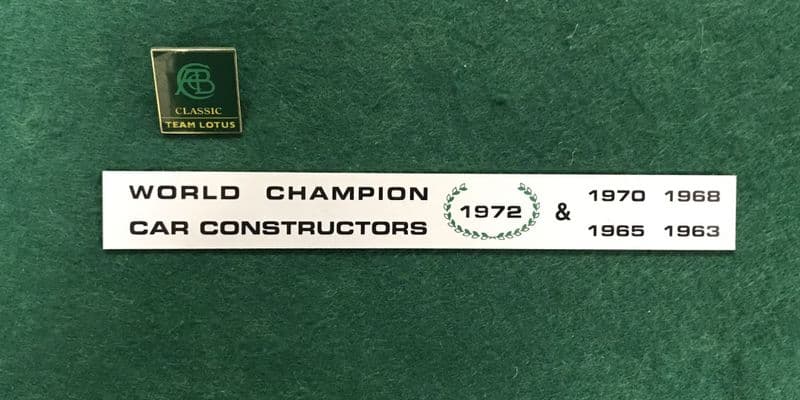 CLASSIC
TEAM LOTUS
WORLD CHAMPION
CAR CONSTRUCTORS
1972
&
1970 1968
1965 1963